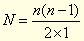 N = n(n−1) / 2×1